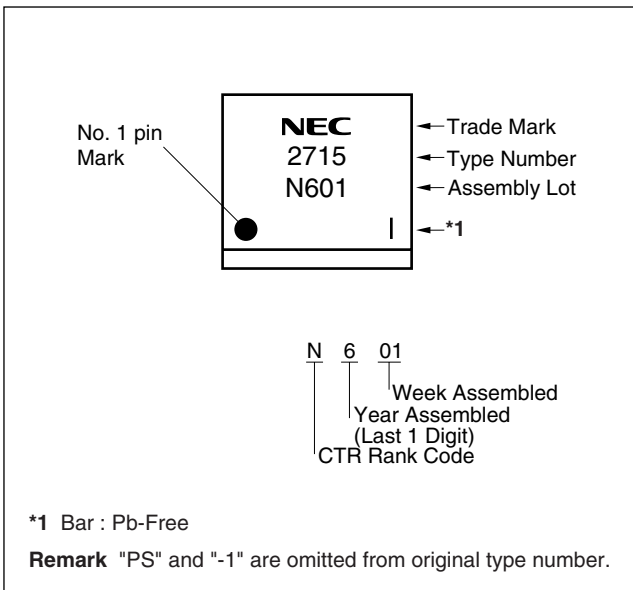 No. 1 pin
Mark
NEC
2715
N601
Trade Mark
Type Number
Assembly Lot
*1
N 6 01
Week Assembled
Year Assembled
(Last 1 Digit)
CTR Rank Code
*1 Bar : Pb-Free
Remark "PS" and "-1" are omitted from original type number.